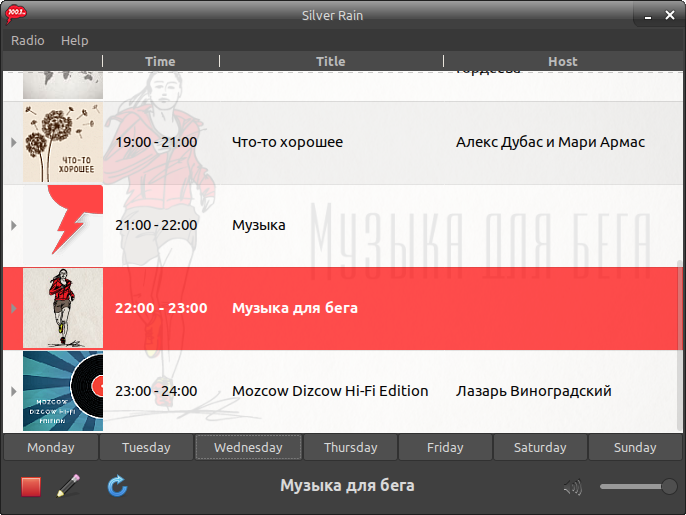 Silver Rain
Radio Help
Time Title Host
Гордеева
ЧТО-ТО
ХОРОШЕЕ
19:00 - 21:00 Что-то хорошее Алекс Дубас и Мари Армас
21:00 - 22:00 Музыка
Музыка для бега
22:00 - 23:00 Музыка для бега
MOZCOW
DIZCOW HI-FI
EDITION
23:00 - 24:00 Mozcow Dizcow Hi-Fi Edition Лазарь Виноградский
Monday Tuesday Wednesday Thursday Friday Saturday Sunday
Музыка для бега